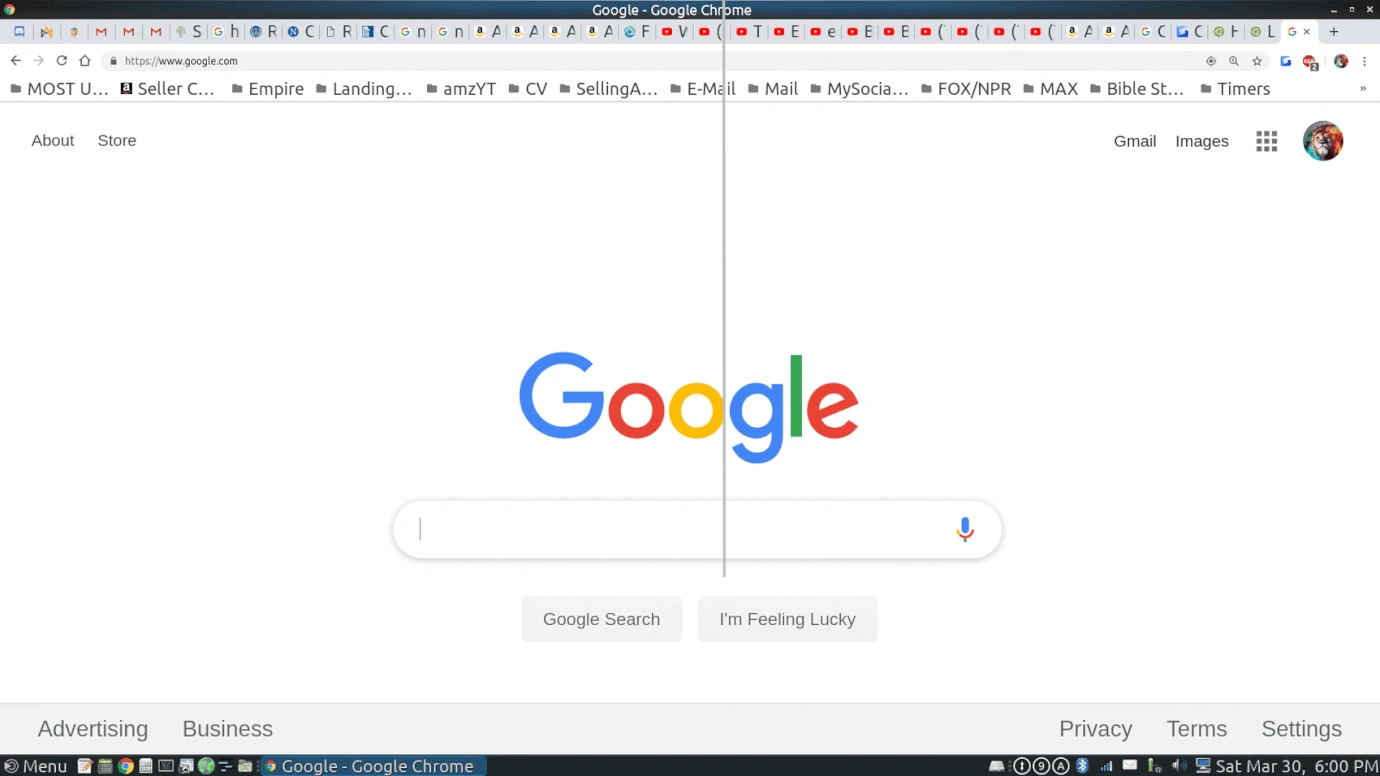 Google - Google Chrome
S h R C R C n n A A A A F V ( T E e E E ( ( ( ( A A C C H L
https://www.google.com
2
MOST U... Seller C... Empire Landing... amzYT CV SellingA... E-Mail Mail MySocia... FOX/NPR MAX Bible St... Timers »
About Store Gmail Images
Google
Google Search I'm Feeling Lucky
Advertising Business Privacy Terms Settings
Menu Google - Google Chrome Sat Mar 30, 6:00 PM